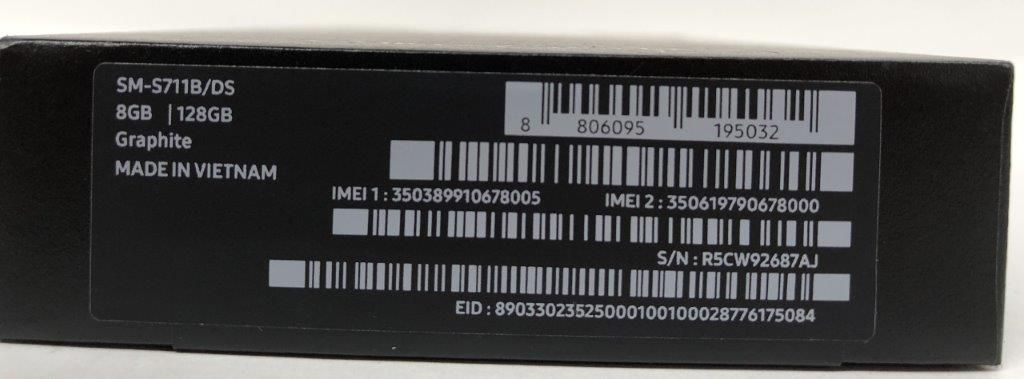 SM-S711B/DS
8GB | 128GB
Graphite
MADE IN VIETNAM
8 806095 195032
IMEI 1 : 350389910678005 IMEI 2 : 350619790678000
S/N : R5CW92687AJ
EID : 89033023525000100100028776175084